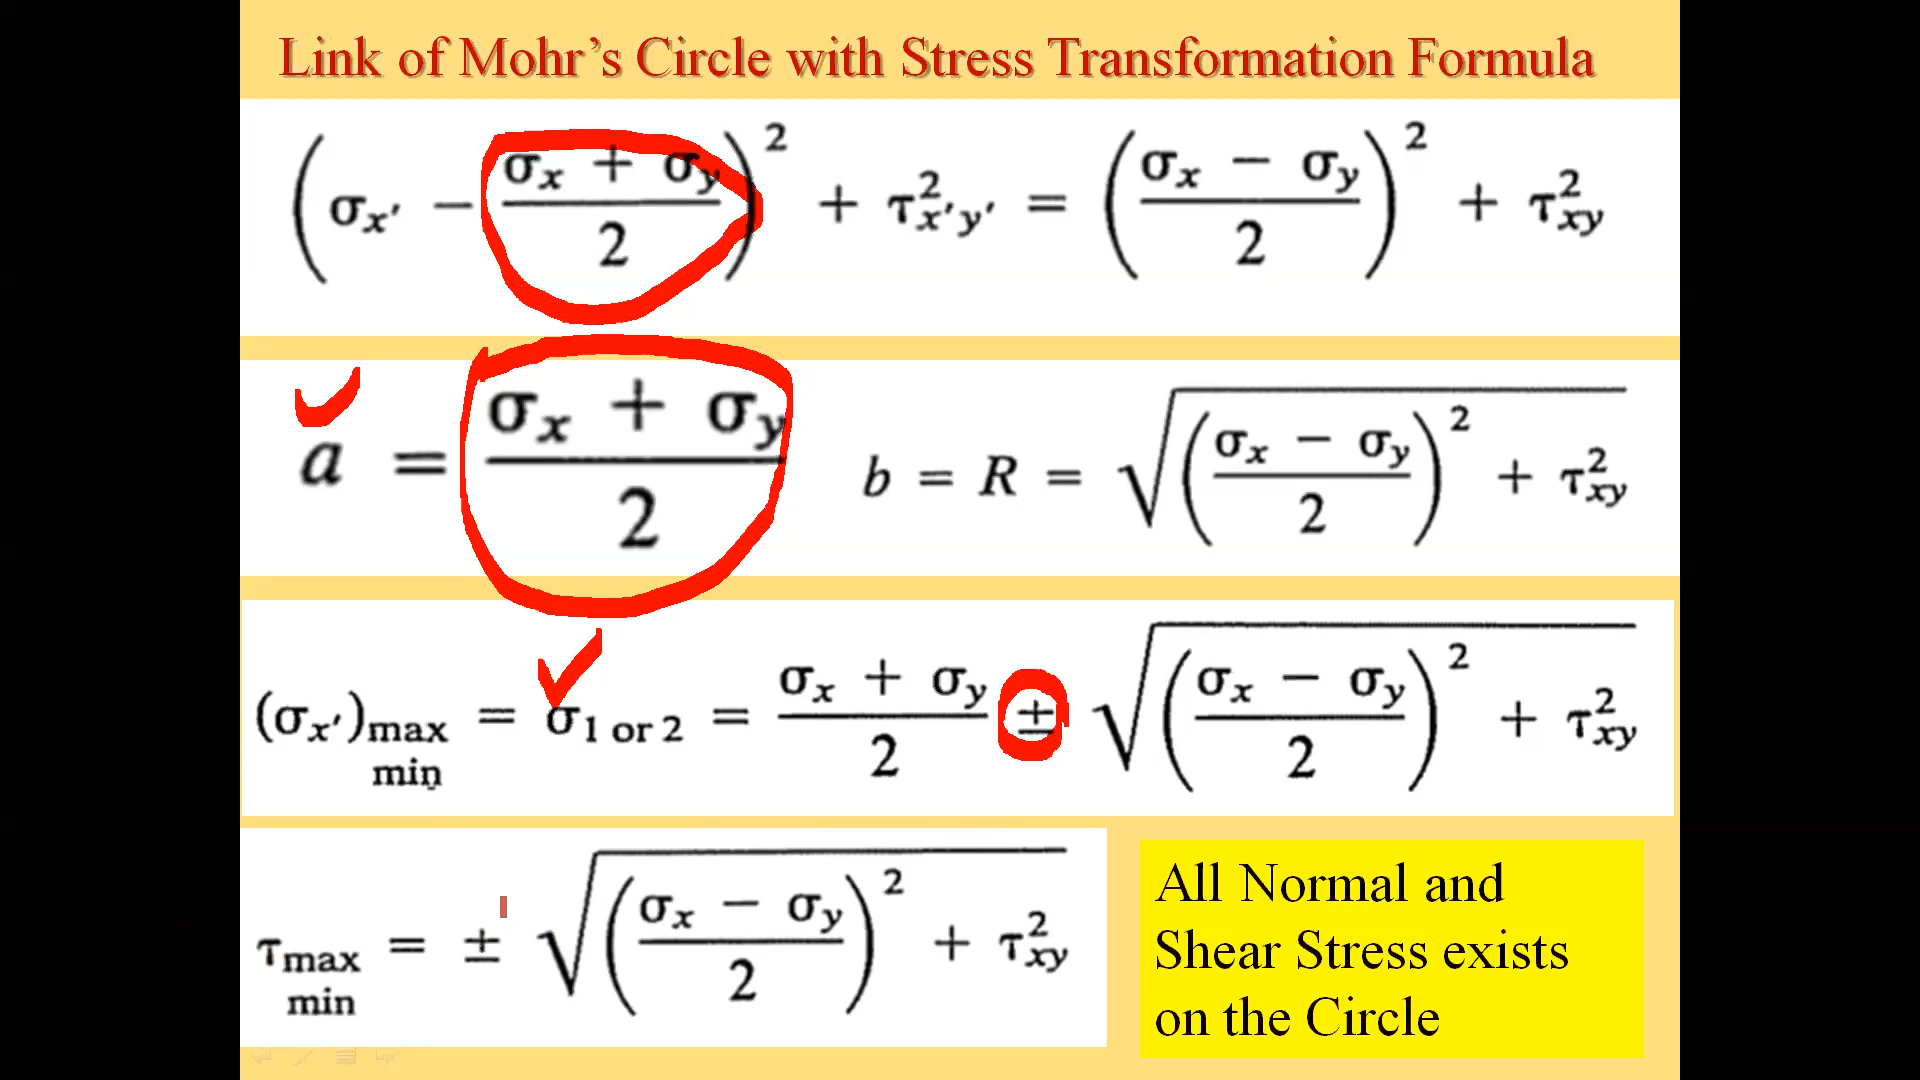 Link of Mohr's Circle with Stress Transformation Formula
(σx′ − (σx + σy)/2)² + τ²x′y′ = ((σx − σy)/2)² + τ²xy
a = (σx + σy)/2
b = R = √(((σx − σy)/2)² + τ²xy)
(σx′)max min = σ1 or 2 = (σx + σy)/2 ± √(((σx − σy)/2)² + τ²xy)
τmax min = ± √(((σx − σy)/2)² + τ²xy)
All Normal and
Shear Stress exists
on the Circle